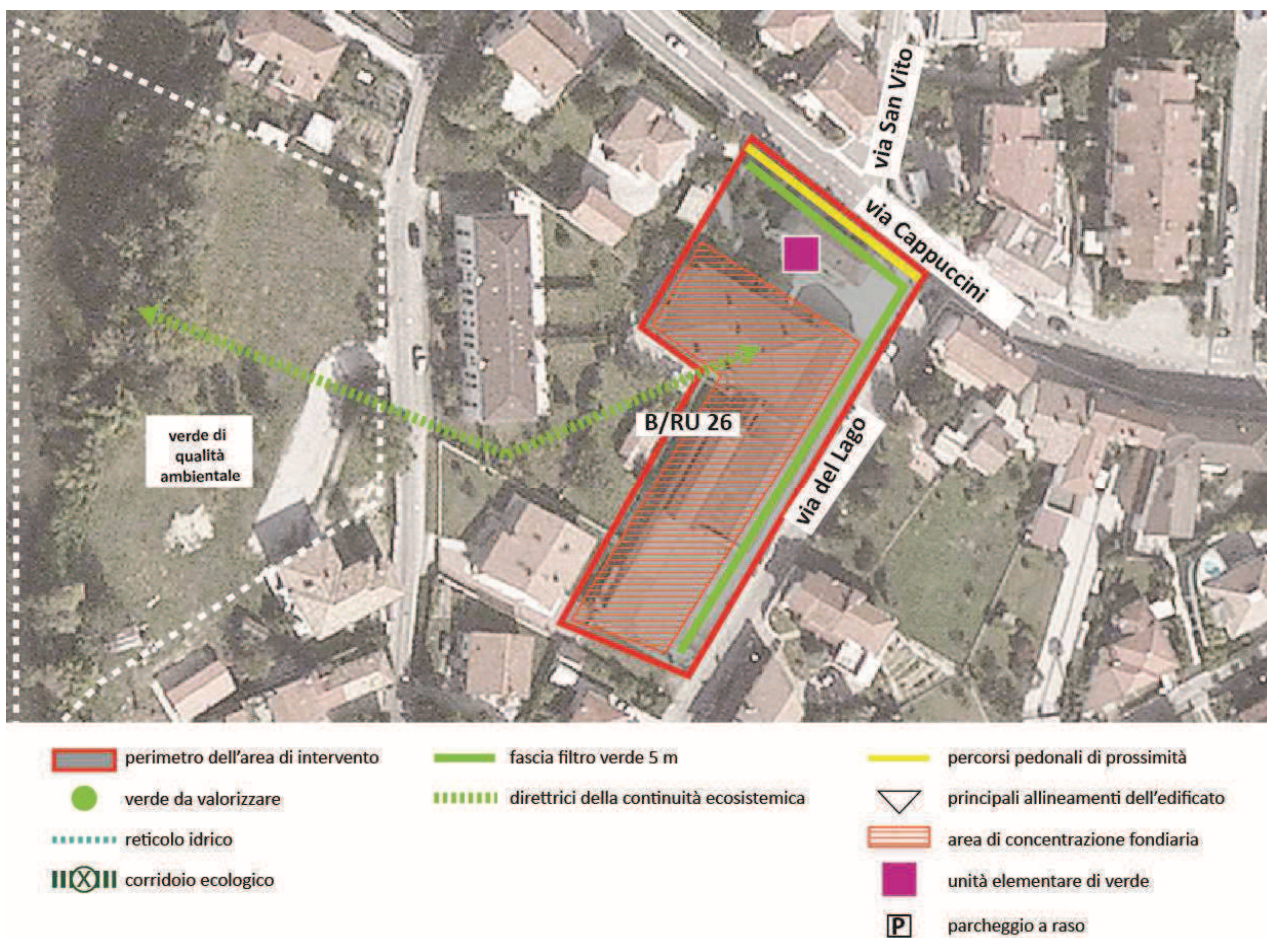 via San Vito
via Cappuccini
B/RU 26
via del Lago
verde di
qualità
ambientale
perimetro dell'area di intervento
verde da valorizzare
reticolo idrico
X
corridoio ecologico
fascia filtro verde 5 m
direttrici della continuità ecosistemica
percorsi pedonali di prossimità
principali allineamenti dell'edificato
area di concentrazione fondiaria
unità elementare di verde
P
parcheggio a raso